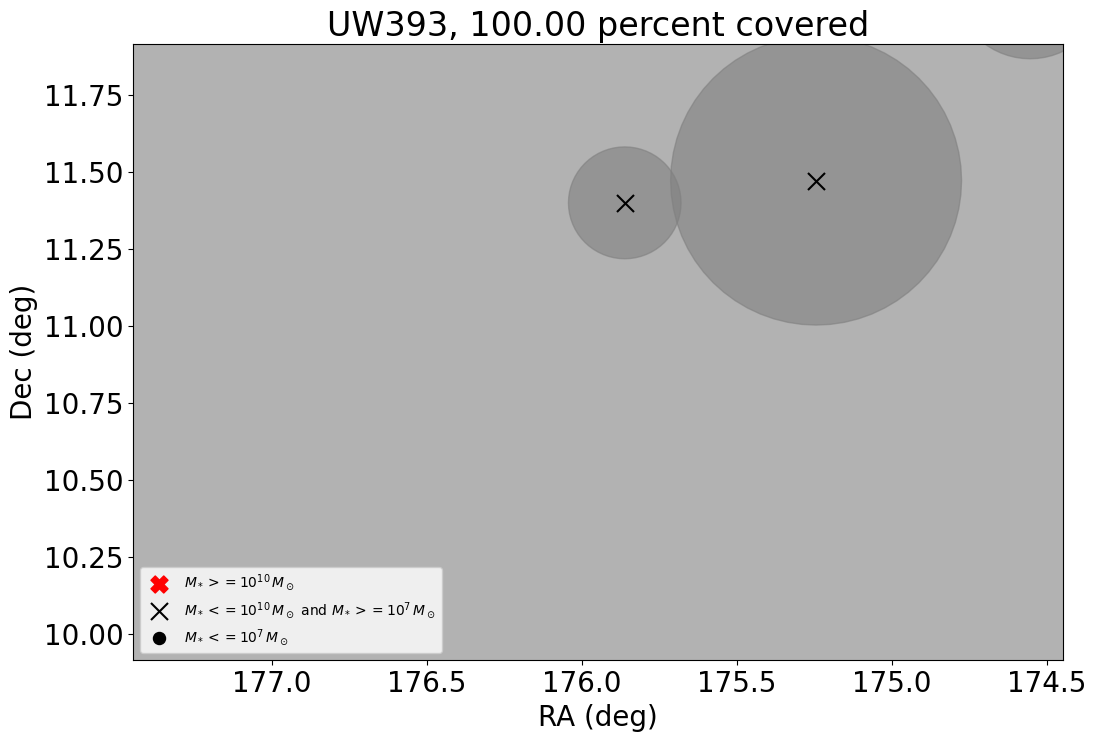 UW393, 100.00 percent covered
11.75
11.50
11.25
11.00
10.75
10.50
10.25
10.00
Dec (deg)
M* >= 10^10 M⊙
M* <= 10^10 M⊙ and M* >= 10^7 M⊙
M* <= 10^7 M⊙
177.0 176.5 176.0 175.5 175.0 174.5
RA (deg)